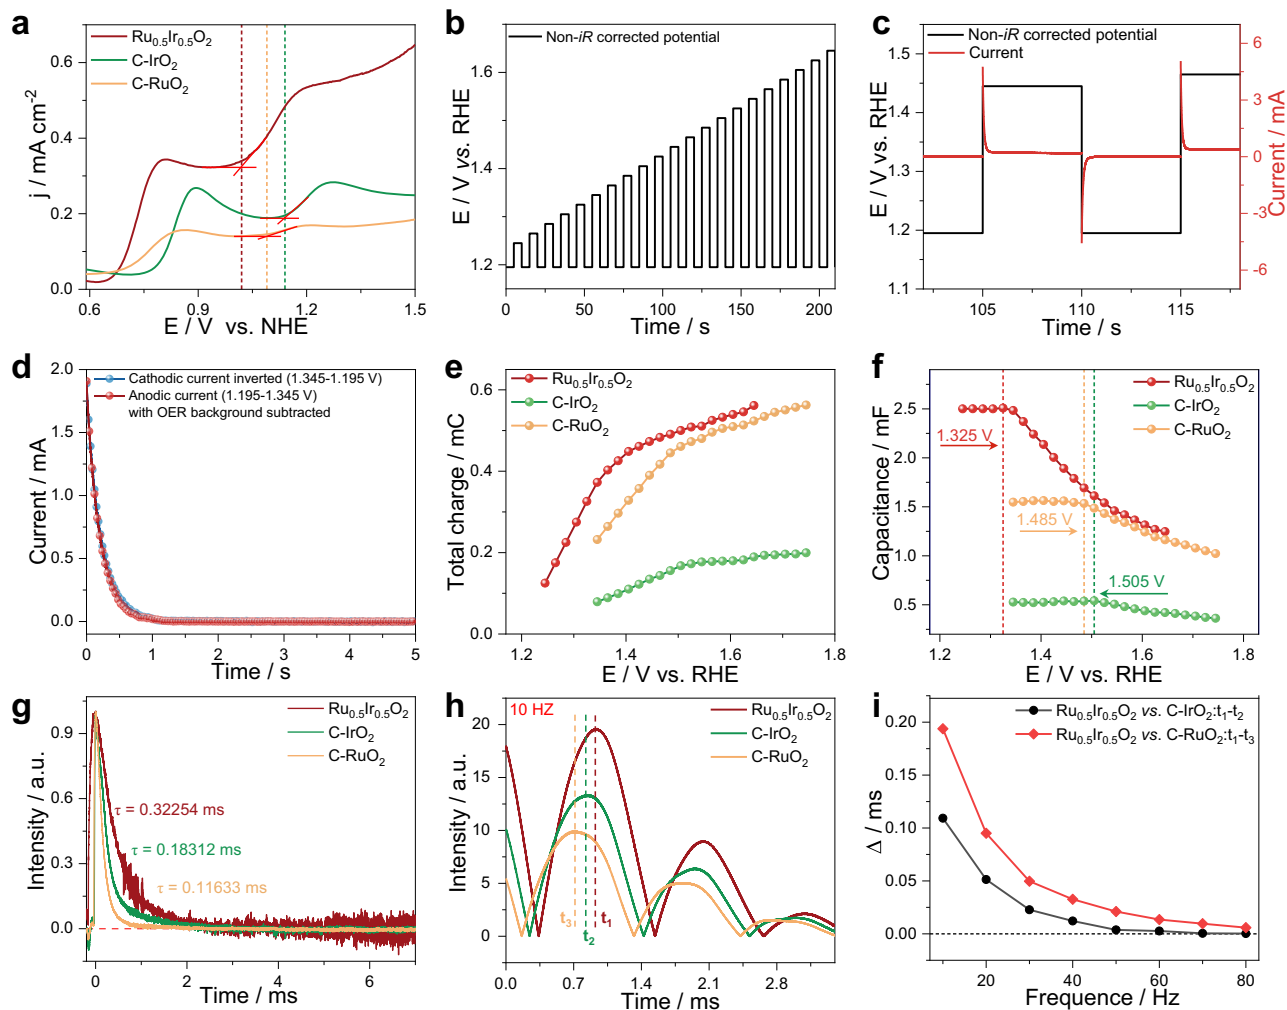 a
Ru0.5Ir0.5O2
C-IrO2
C-RuO2
j / mA cm-2
0.6
0.4
0.2
0.0
0.6 0.9 1.2 1.5
E / V vs. NHE
b
Non-iR corrected potential
E / V vs. RHE
1.6
1.4
1.2
0 50 100 150 200
Time / s
c
Non-iR corrected potential
Current
E / V vs. RHE
1.5
1.4
1.3
1.2
1.1
105 110 115
Time / s
6
3
0
-3
-6
Current / mA
d
Cathodic current inverted (1.345-1.195 V)
Anodic current (1.195-1.345 V)
with OER background subtracted
Current / mA
2.0
1.5
1.0
0.5
0.0
0 1 2 3 4 5
Time / s
e
Ru0.5Ir0.5O2
C-IrO2
C-RuO2
Total charge / mC
0.6
0.4
0.2
0.0
1.2 1.4 1.6 1.8
E / V vs. RHE
f
Ru0.5Ir0.5O2
C-IrO2
C-RuO2
1.325 V
1.485 V
1.505 V
Capacitance / mF
2.5
2.0
1.5
1.0
0.5
1.2 1.4 1.6 1.8
E / V vs. RHE
g
Ru0.5Ir0.5O2
C-IrO2
C-RuO2
τ = 0.32254 ms
τ = 0.18312 ms
τ = 0.11633 ms
Intensity / a.u.
0.9
0.6
0.3
0.0
0 2 4 6
Time / ms
h
10 HZ
Ru0.5Ir0.5O2
C-IrO2
C-RuO2
t3 t1
t2
Intensity / a.u.
20
15
10
5
0
0.0 0.7 1.4 2.1 2.8
Time / ms
i
Ru0.5Ir0.5O2 vs. C-IrO2:t1-t2
Ru0.5Ir0.5O2 vs. C-RuO2:t1-t3
Δ / ms
0.20
0.15
0.10
0.05
0.00
20 40 60 80
Frequence / Hz